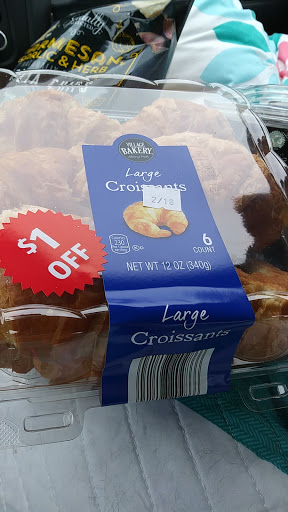 PARMESAN
GARLIC & HERB
VILLAGE
BAKERY
Large
Croissants
2/18
230
6
COUNT
NET WT 12 OZ (340g)
$1
OFF
Large
Croissants